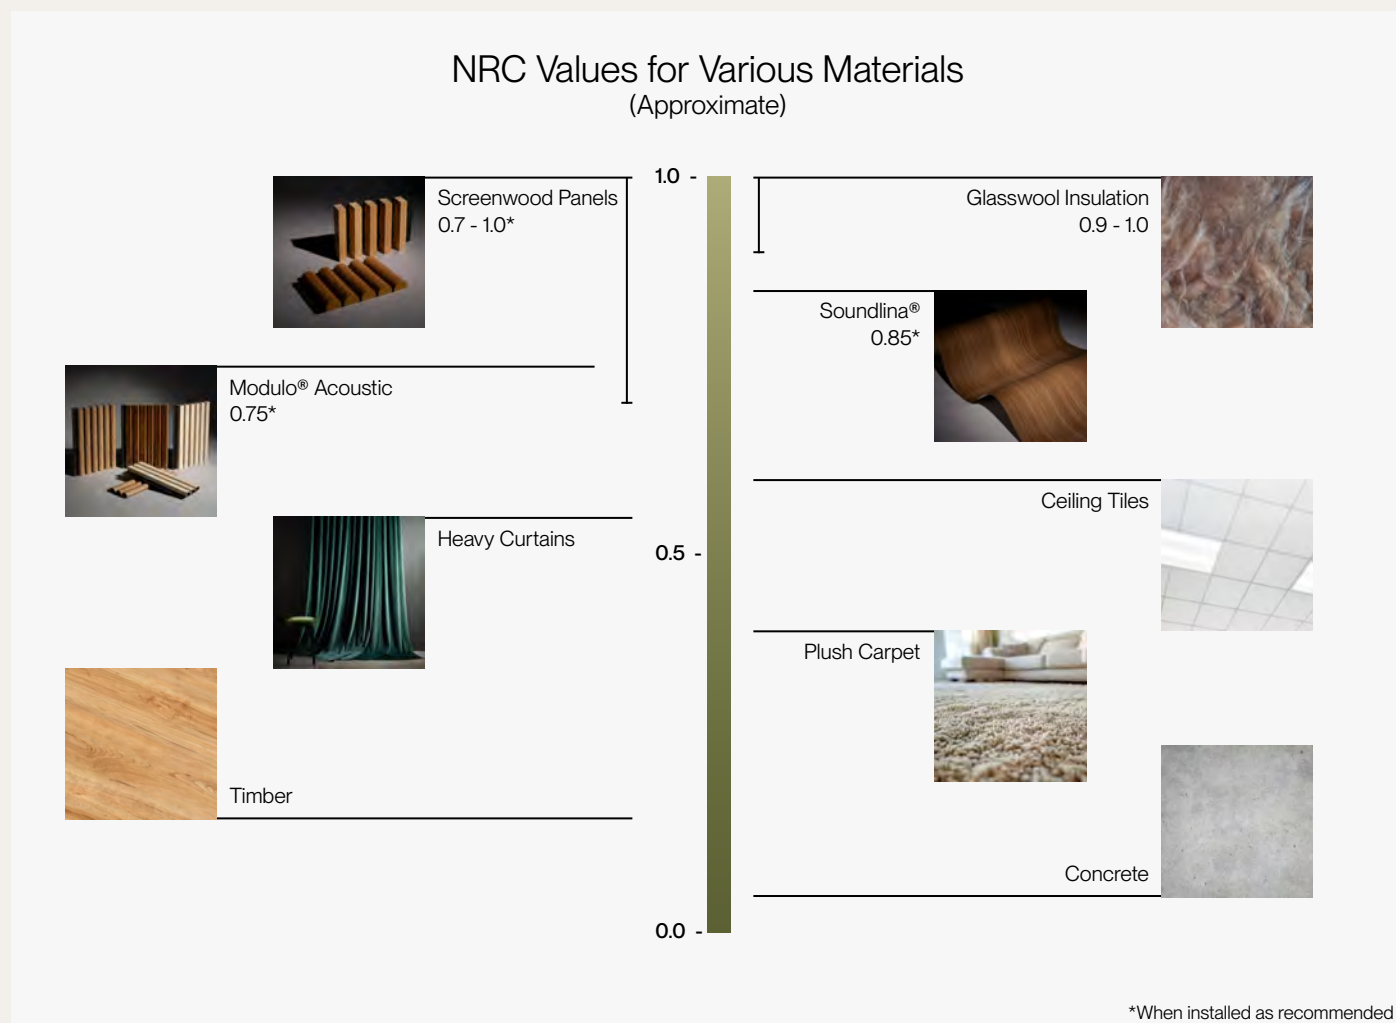 NRC Values for Various Materials
(Approximate)
1.0 -
Screenwood Panels
0.7 - 1.0*
Glasswool Insulation
0.9 - 1.0
Soundlina®
0.85*
Modulo® Acoustic
0.75*
Ceiling Tiles
Heavy Curtains
0.5 -
Plush Carpet
Timber
Concrete
0.0 -
*When installed as recommended